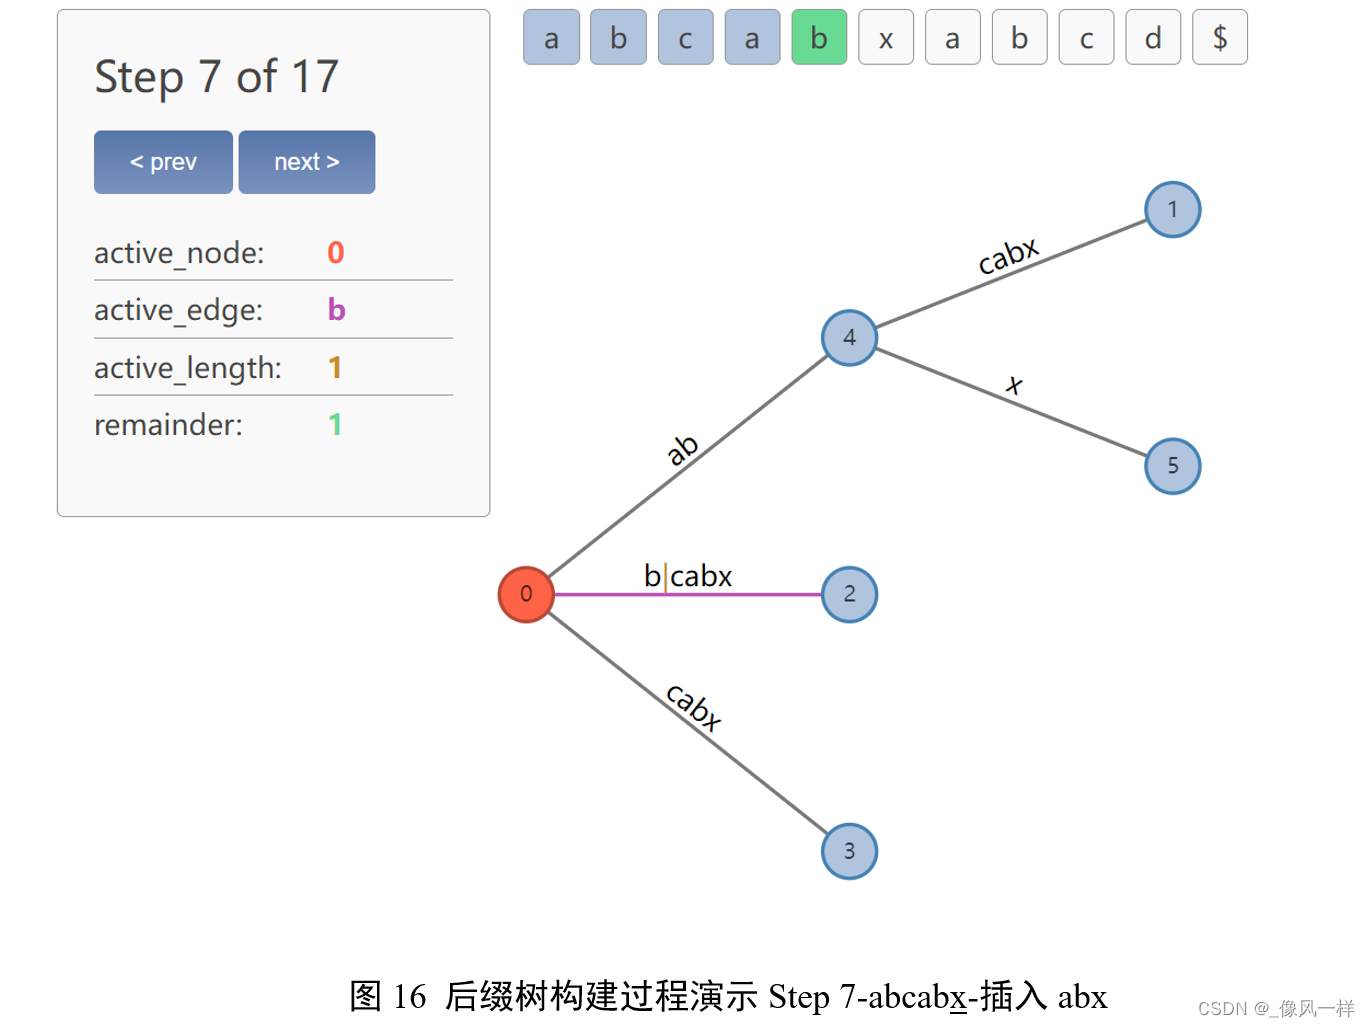 Step 7 of 17
< prev next >
active_node: 0
active_edge: b
active_length: 1
remainder: 1
a b c a b x a b c d $
1
cabx
4
x
5
ab
b|cabx
0
2
cabx
3
图 16 后缀树构建过程演示 Step 7-abcabx-插入 abx
CSDN @_像风一样